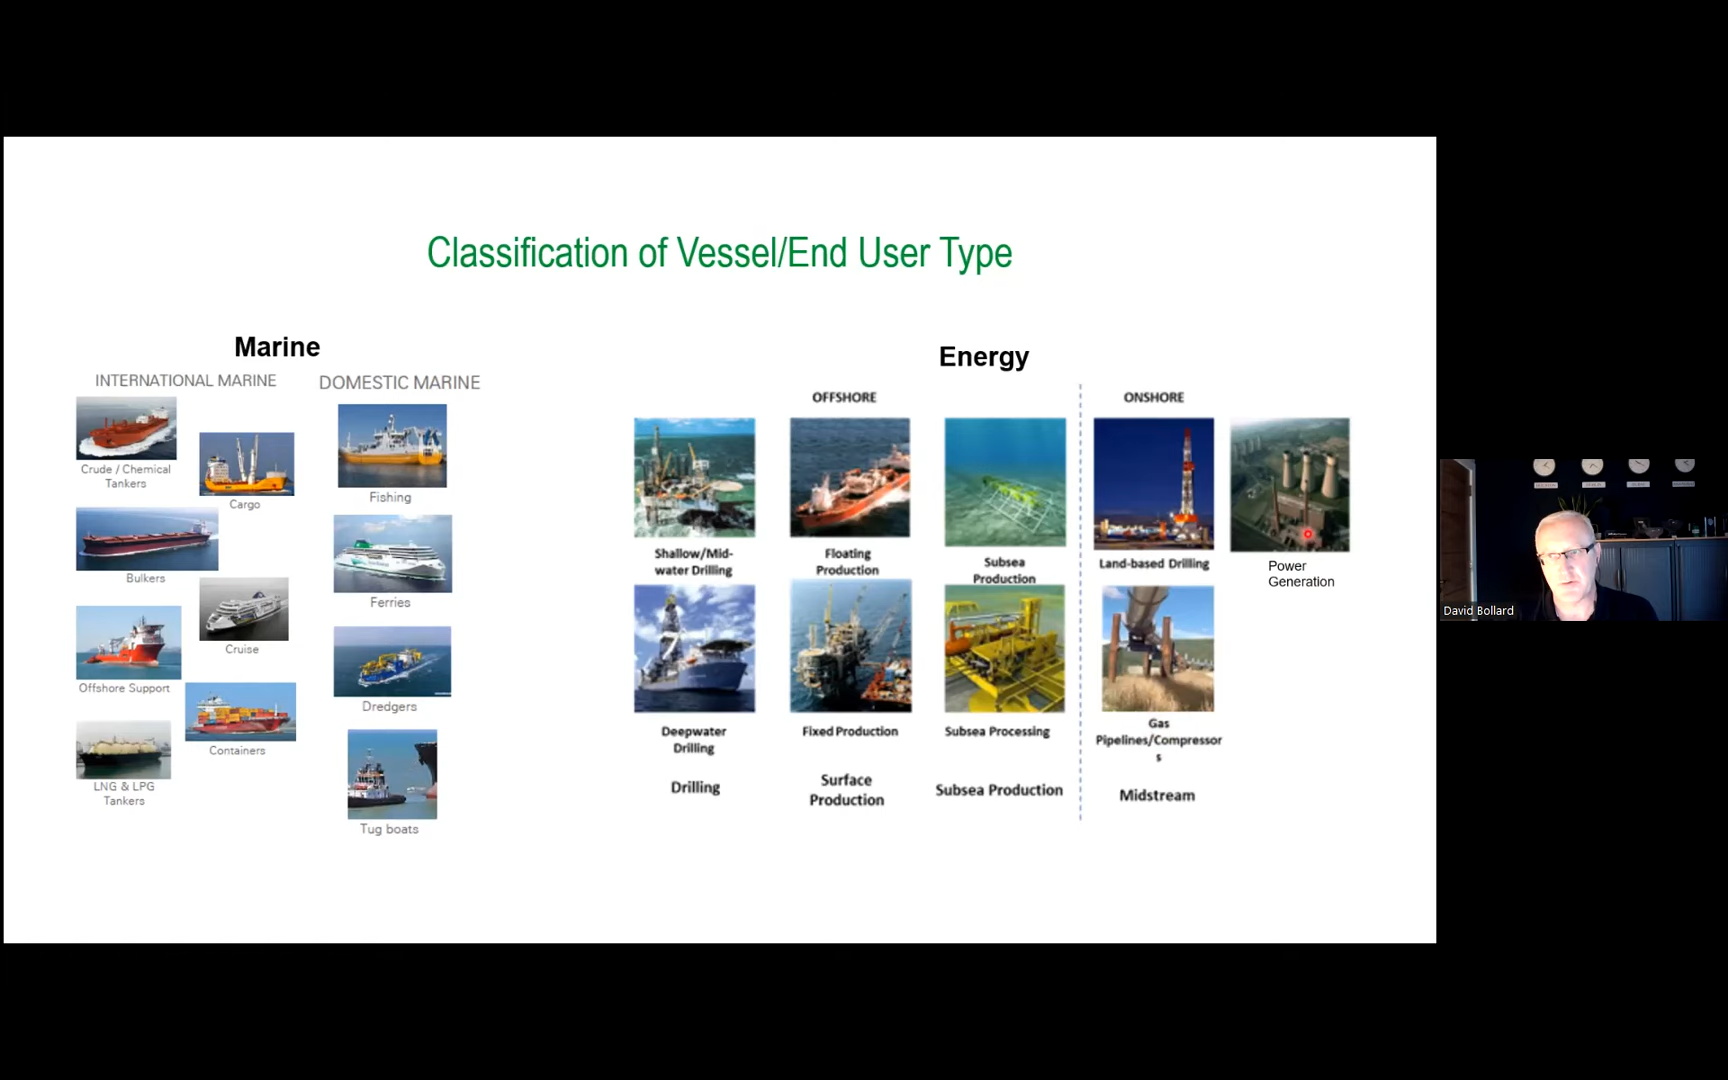 Classification of Vessel/End User Type
Marine
INTERNATIONAL MARINE
DOMESTIC MARINE
Crude / Chemical
Tankers
Cargo
Bulkers
Cruise
Offshore Support
Containers
LNG & LPG
Tankers
Fishing
Ferries
Dredgers
Tug boats
Energy
OFFSHORE
ONSHORE
Shallow/Mid-
water Drilling
Floating
Production
Subsea
Production
Land-based Drilling
Power
Generation
Deepwater
Drilling
Fixed Production
Subsea Processing
Gas
Pipelines/Compressor
s
Drilling
Surface
Production
Subsea Production
Midstream
David Bollard